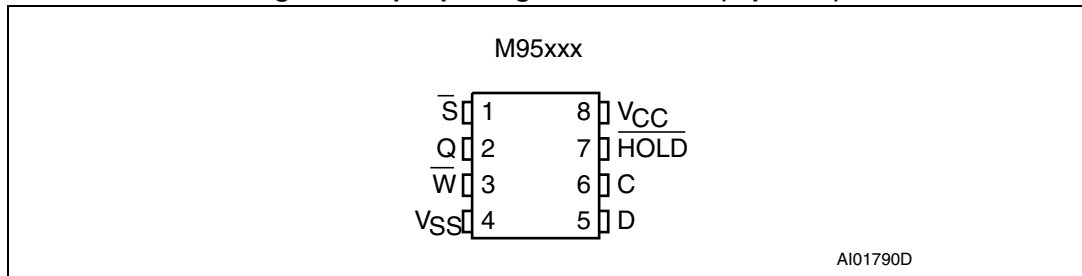 M95xxx
S 1 8 VCC
Q 2 7 HOLD
W 3 6 C
VSS 4 5 D
AI01790D